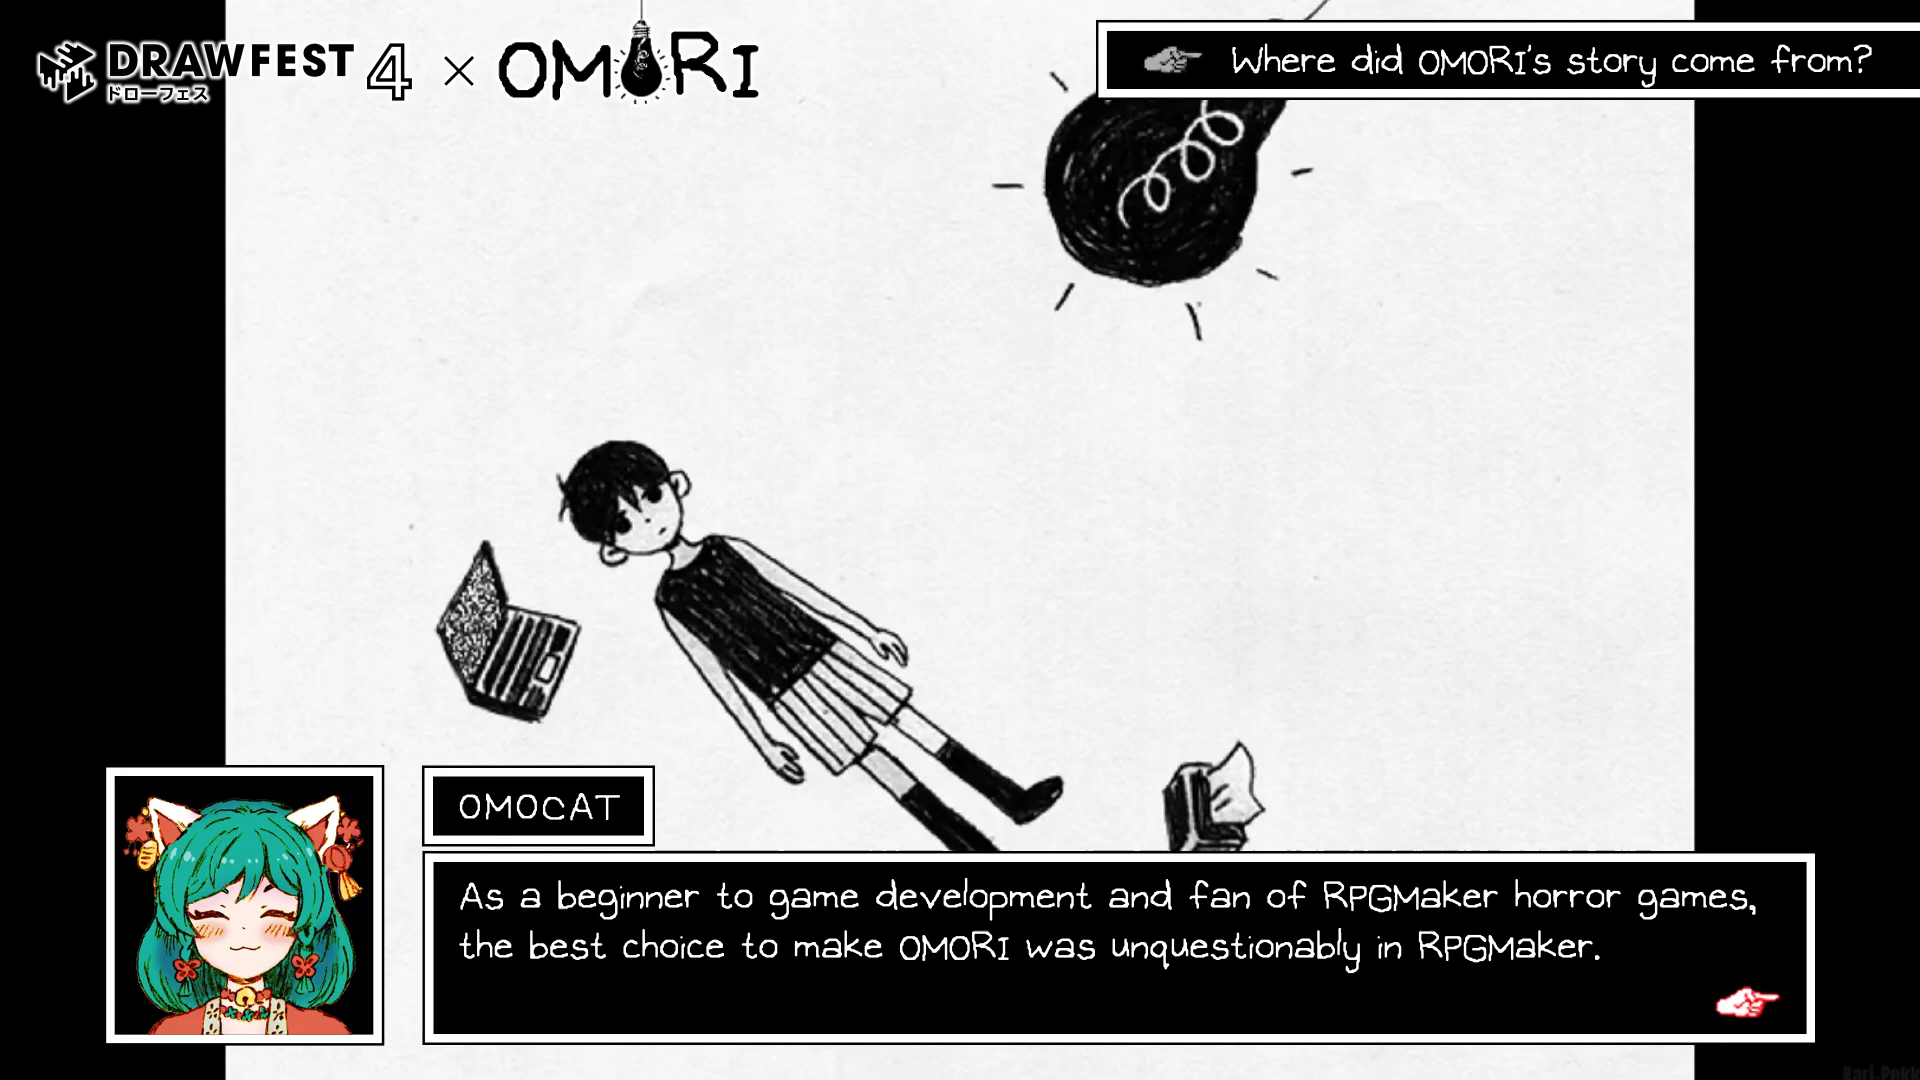 DRAWFEST 4 × OMORI
ドローフェス
Where did OMORI's story come from?
OMOCAT
As a beginner to game development and fan of RPGMaker horror games,
the best choice to make OMORI was unquestionably in RPGMaker.